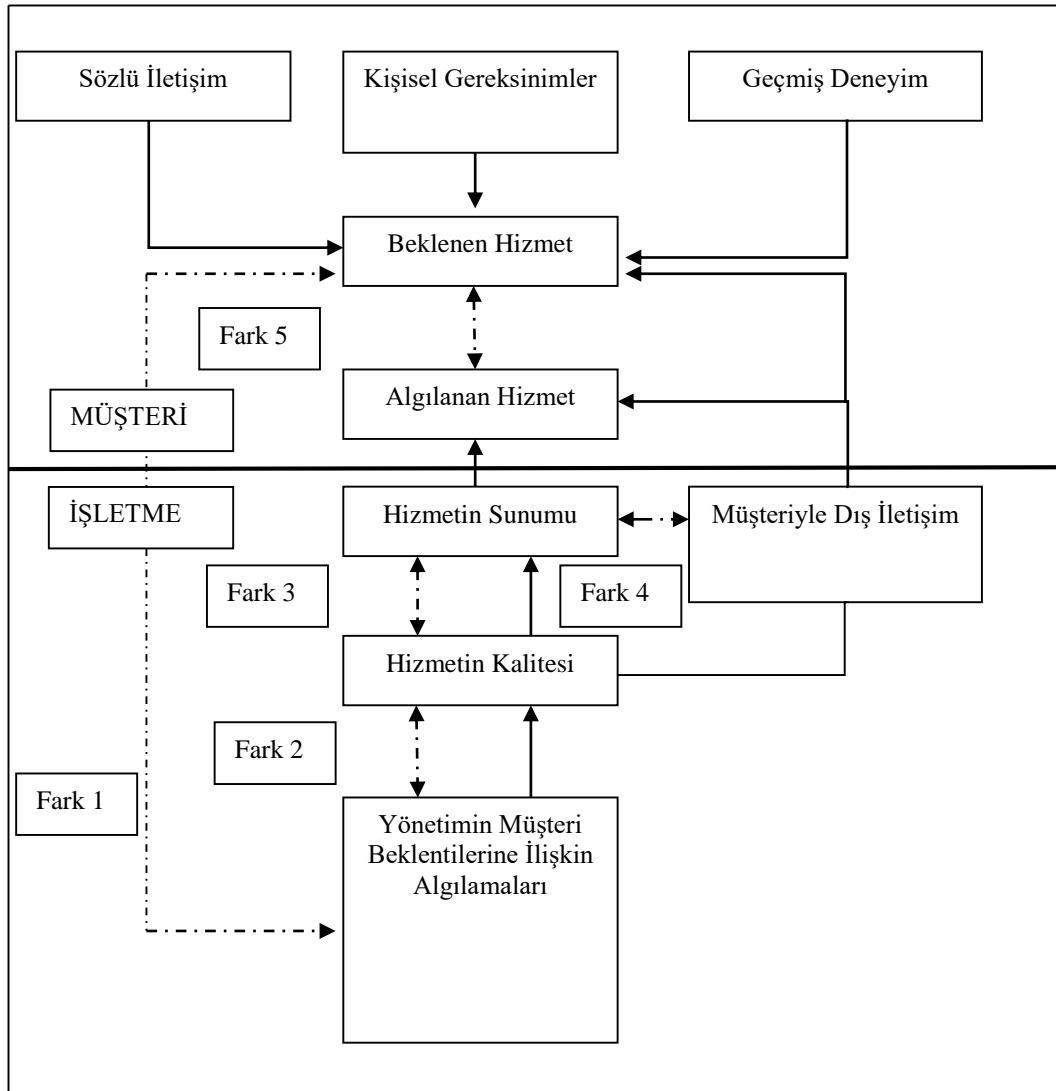 Sözlü İletişim
Kişisel Gereksinimler
Geçmiş Deneyim
Beklenen Hizmet
Fark 5
Algılanan Hizmet
MÜŞTERİ
İŞLETME
Hizmetin Sunumu
Müşteriyle Dış İletişim
Fark 3
Fark 4
Hizmetin Kalitesi
Fark 2
Fark 1
Yönetimin Müşteri
Beklentilerine İlişkin
Algılamaları